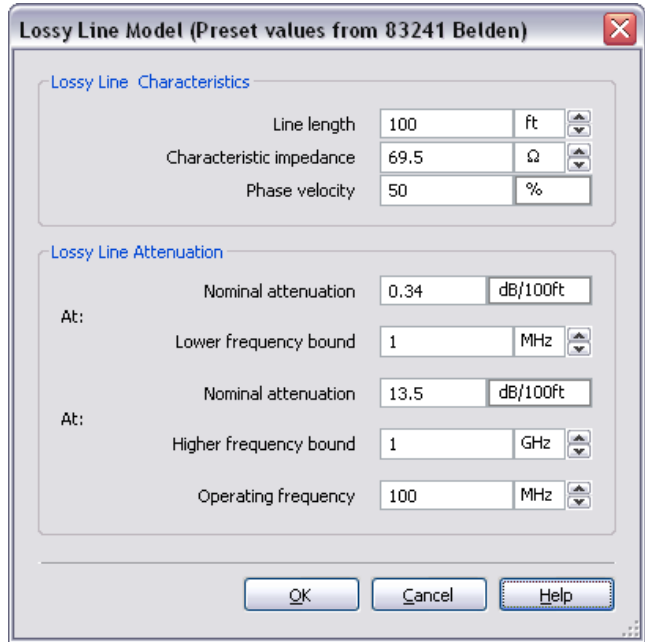 Lossy Line Model (Preset values from 83241 Belden)
Lossy Line Characteristics
Line length 100 ft
Characteristic impedance 69.5 Ω
Phase velocity 50 %
Lossy Line Attenuation
Nominal attenuation 0.34 dB/100ft
At:
Lower frequency bound 1 MHz
Nominal attenuation 13.5 dB/100ft
At:
Higher frequency bound 1 GHz
Operating frequency 100 MHz
OK Cancel Help